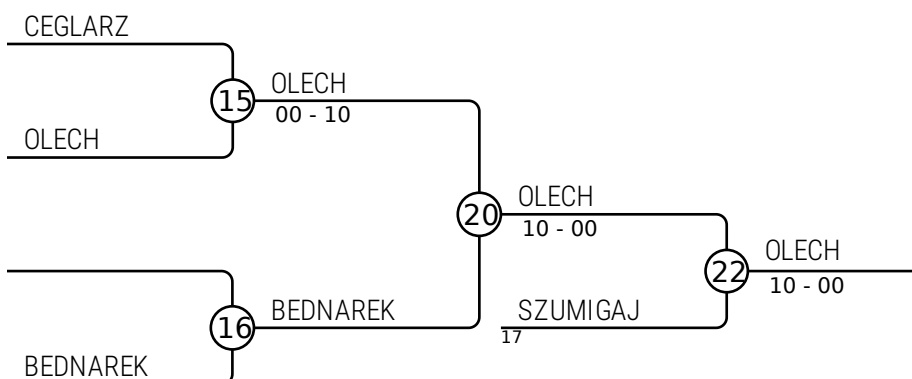 CEGLARZ
OLECH
15
00 - 10
OLECH
OLECH
20
10 - 00
OLECH
22
10 - 00
BEDNAREK
16
SZUMIGAJ
17
BEDNAREK